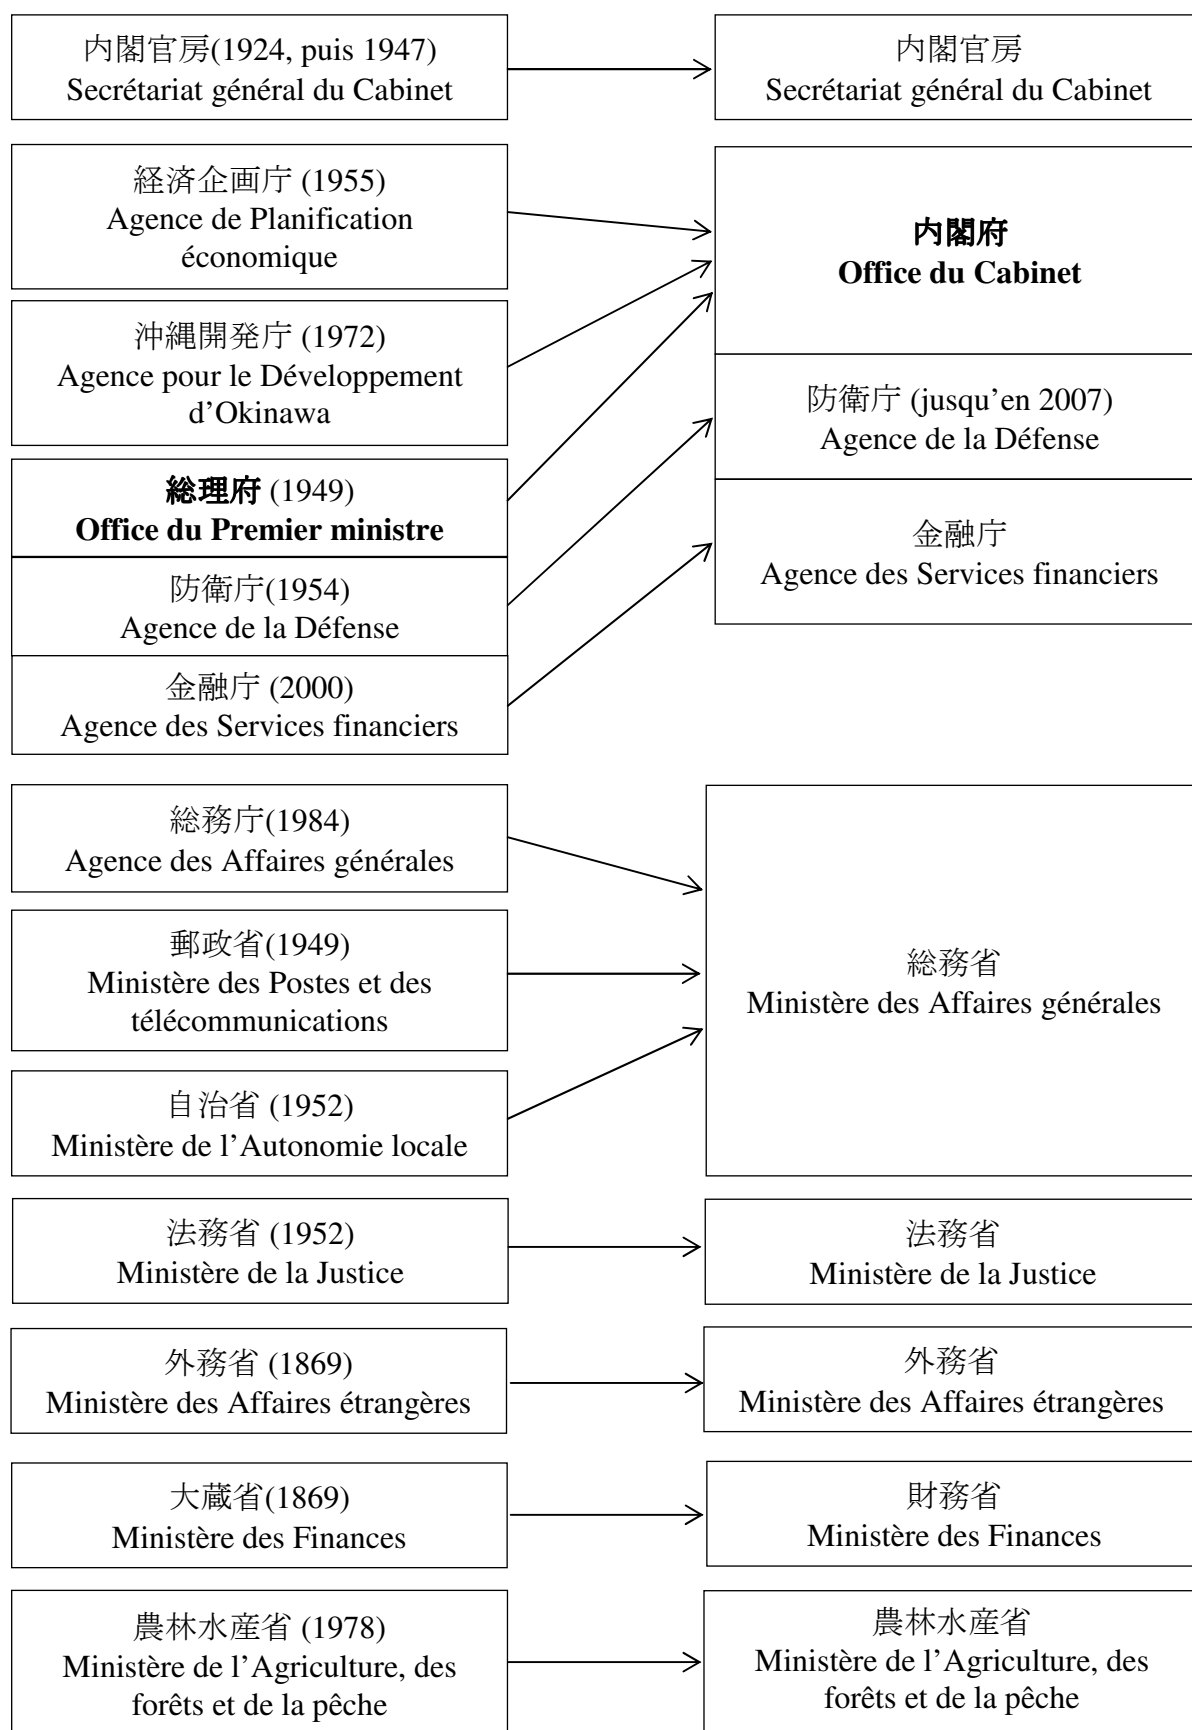 内閣官房(1924, puis 1947)
Secrétariat général du Cabinet
内閣官房
Secrétariat général du Cabinet
経済企画庁 (1955)
Agence de Planification
économique
沖縄開発庁 (1972)
Agence pour le Développement
d’Okinawa
総理府 (1949)
Office du Premier ministre
防衛庁(1954)
Agence de la Défense
金融庁 (2000)
Agence des Services financiers
内閣府
Office du Cabinet
防衛庁 (jusqu’en 2007)
Agence de la Défense
金融庁
Agence des Services financiers
総務庁(1984)
Agence des Affaires générales
郵政省(1949)
Ministère des Postes et des
télécommunications
自治省 (1952)
Ministère de l’Autonomie locale
総務省
Ministère des Affaires générales
法務省 (1952)
Ministère de la Justice
法務省
Ministère de la Justice
外務省 (1869)
Ministère des Affaires étrangères
外務省
Ministère des Affaires étrangères
大蔵省(1869)
Ministère des Finances
財務省
Ministère des Finances
農林水産省 (1978)
Ministère de l’Agriculture, des
forêts et de la pêche
農林水産省
Ministère de l’Agriculture, des
forêts et de la pêche